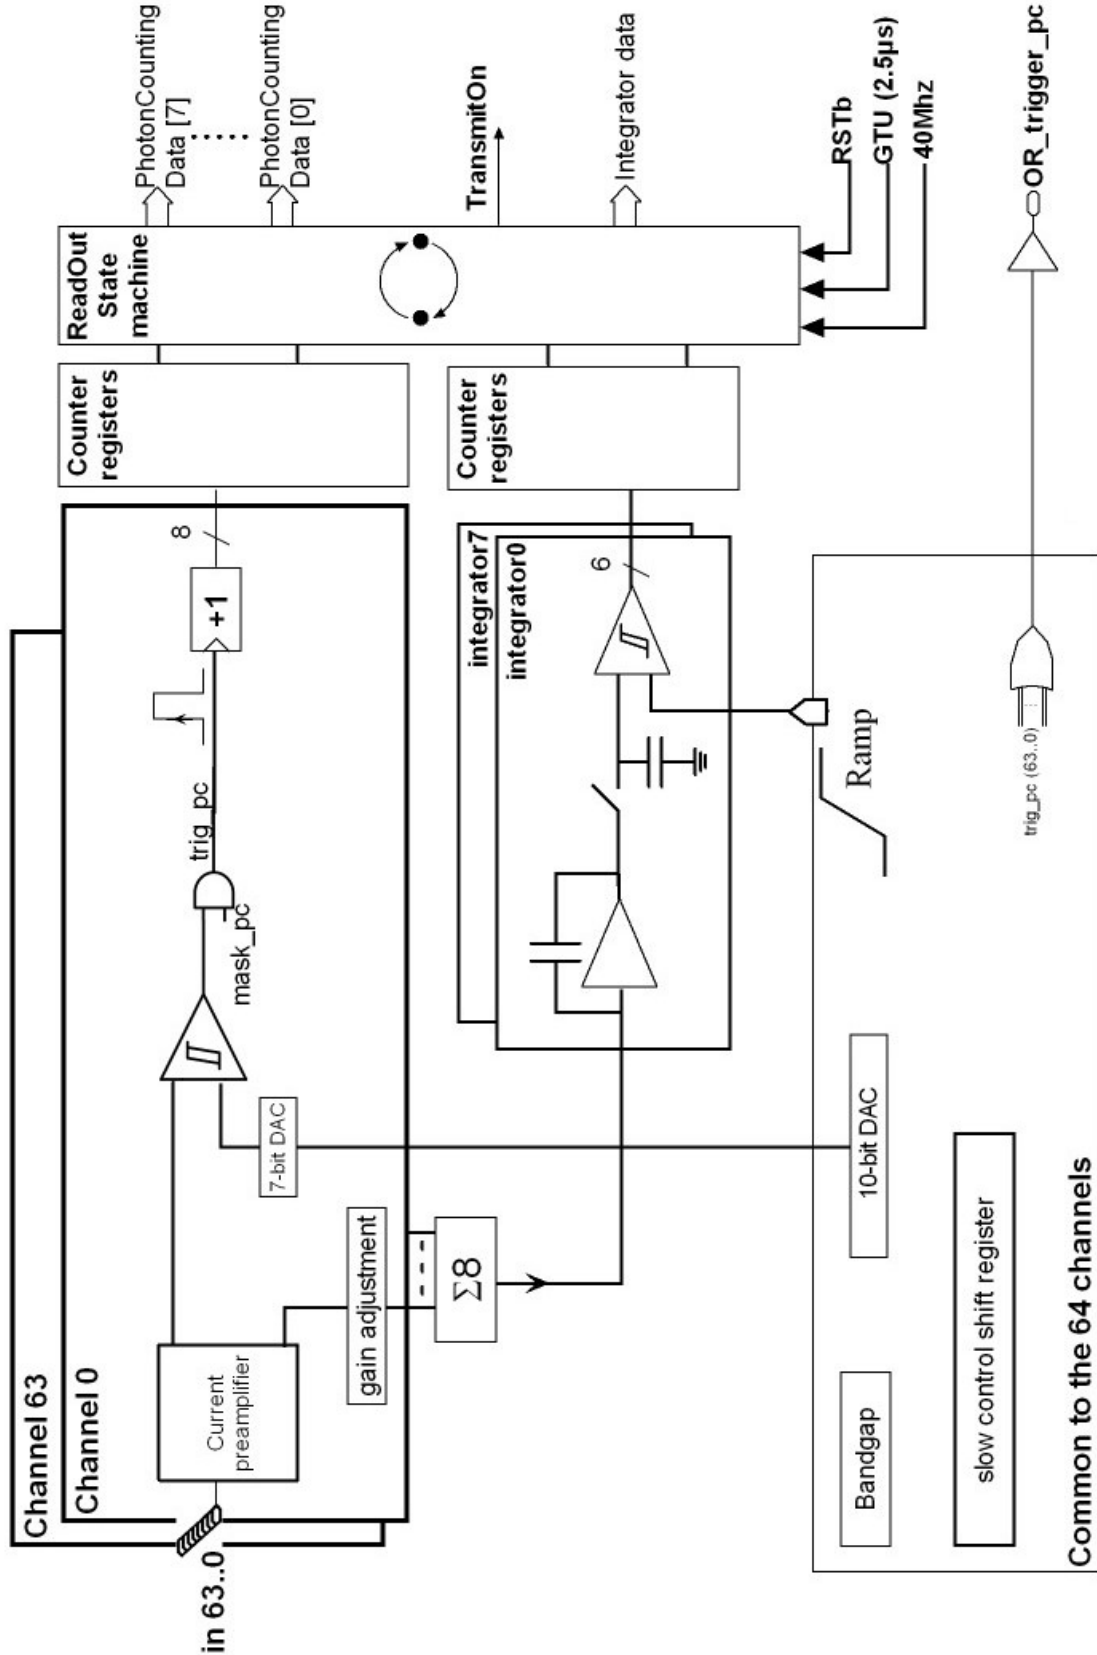 Channel 63
Channel 0
in 63..0
Current
preamplifier
gain adjustment
7-bit DAC
mask_pc
trig_pc
+1
8
Counter
registers
ReadOut
State
machine
PhotonCounting
Data [7]
PhotonCounting
Data [0]
TransmitOn
Integrator data
Σ8
integrator7
integrator0
6
Counter
registers
RSTb
GTU (2.5µs)
40Mhz
Ramp
Bandgap
10-bit DAC
slow control shift register
trig_pc (63..0)
OR_trigger_pc
Common to the 64 channels